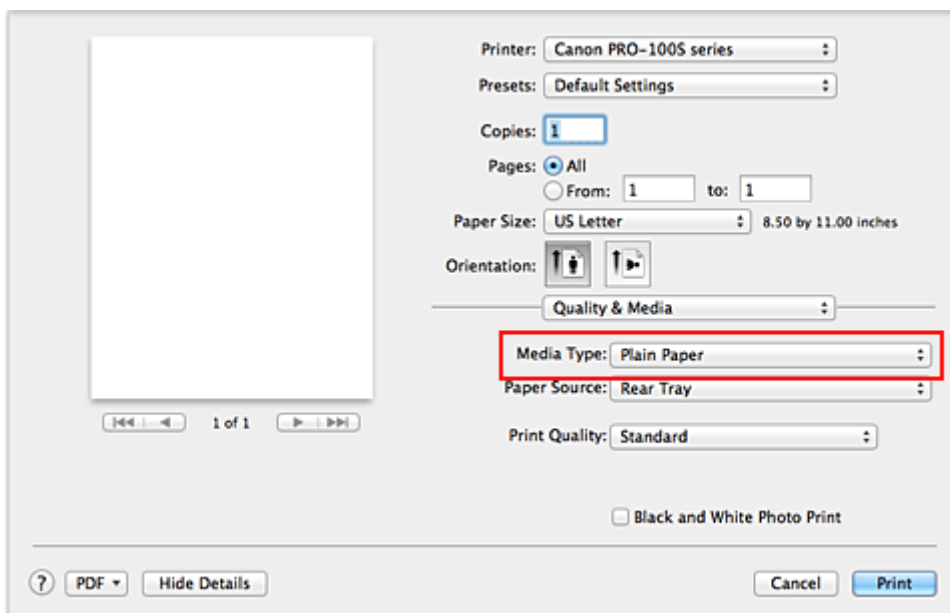 Printer: Canon PRO-100S series
Presets: Default Settings
Copies: 1
Pages: All
From: 1 to: 1
Paper Size: US Letter 8.50 by 11.00 inches
Orientation:
Quality & Media
Media Type: Plain Paper
Paper Source: Rear Tray
1 of 1
Print Quality: Standard
Black and White Photo Print
? PDF Hide Details Cancel Print